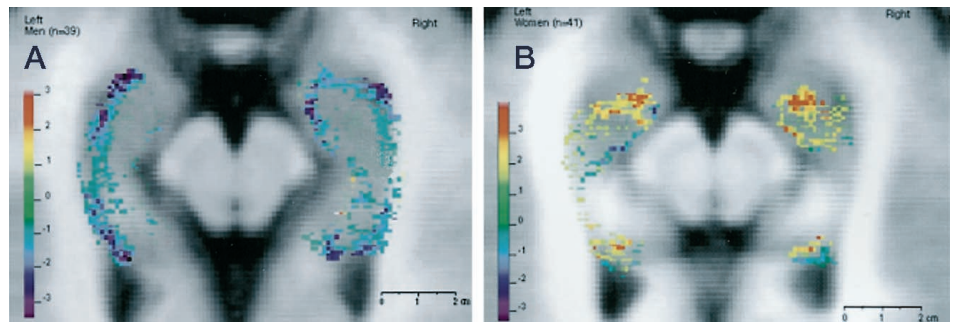 Left
Men (n=39)
Right
A
3
2
1
0
-1
-2
-3
0 1 2 cm
Left
Women (n=41)
Right
B
3
2
1
0
-1
-2
-3
0 1 2 cm